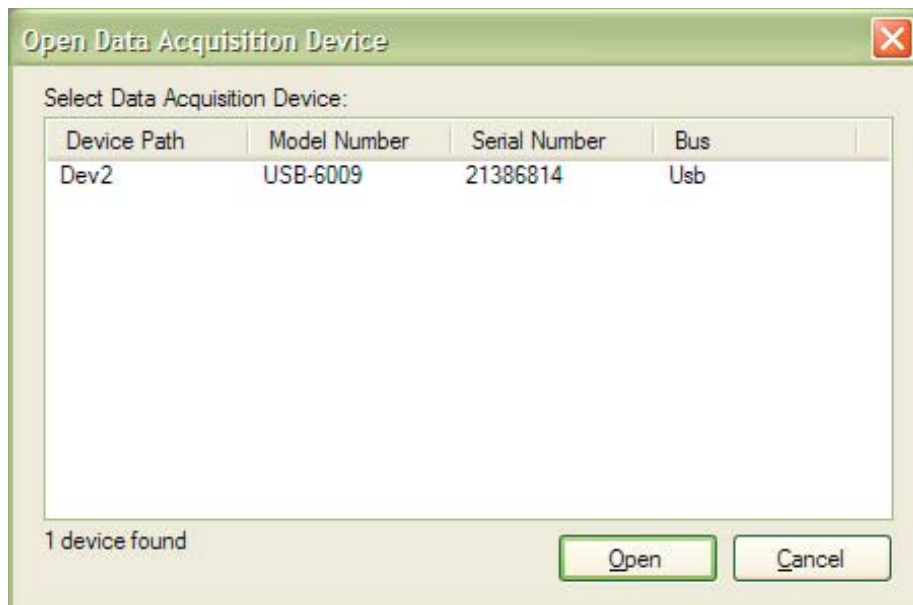 Open Data Acquisition Device
Select Data Acquisition Device:
Device Path Model Number Serial Number Bus
Dev2 USB-6009 21386814 Usb
1 device found
Open Cancel